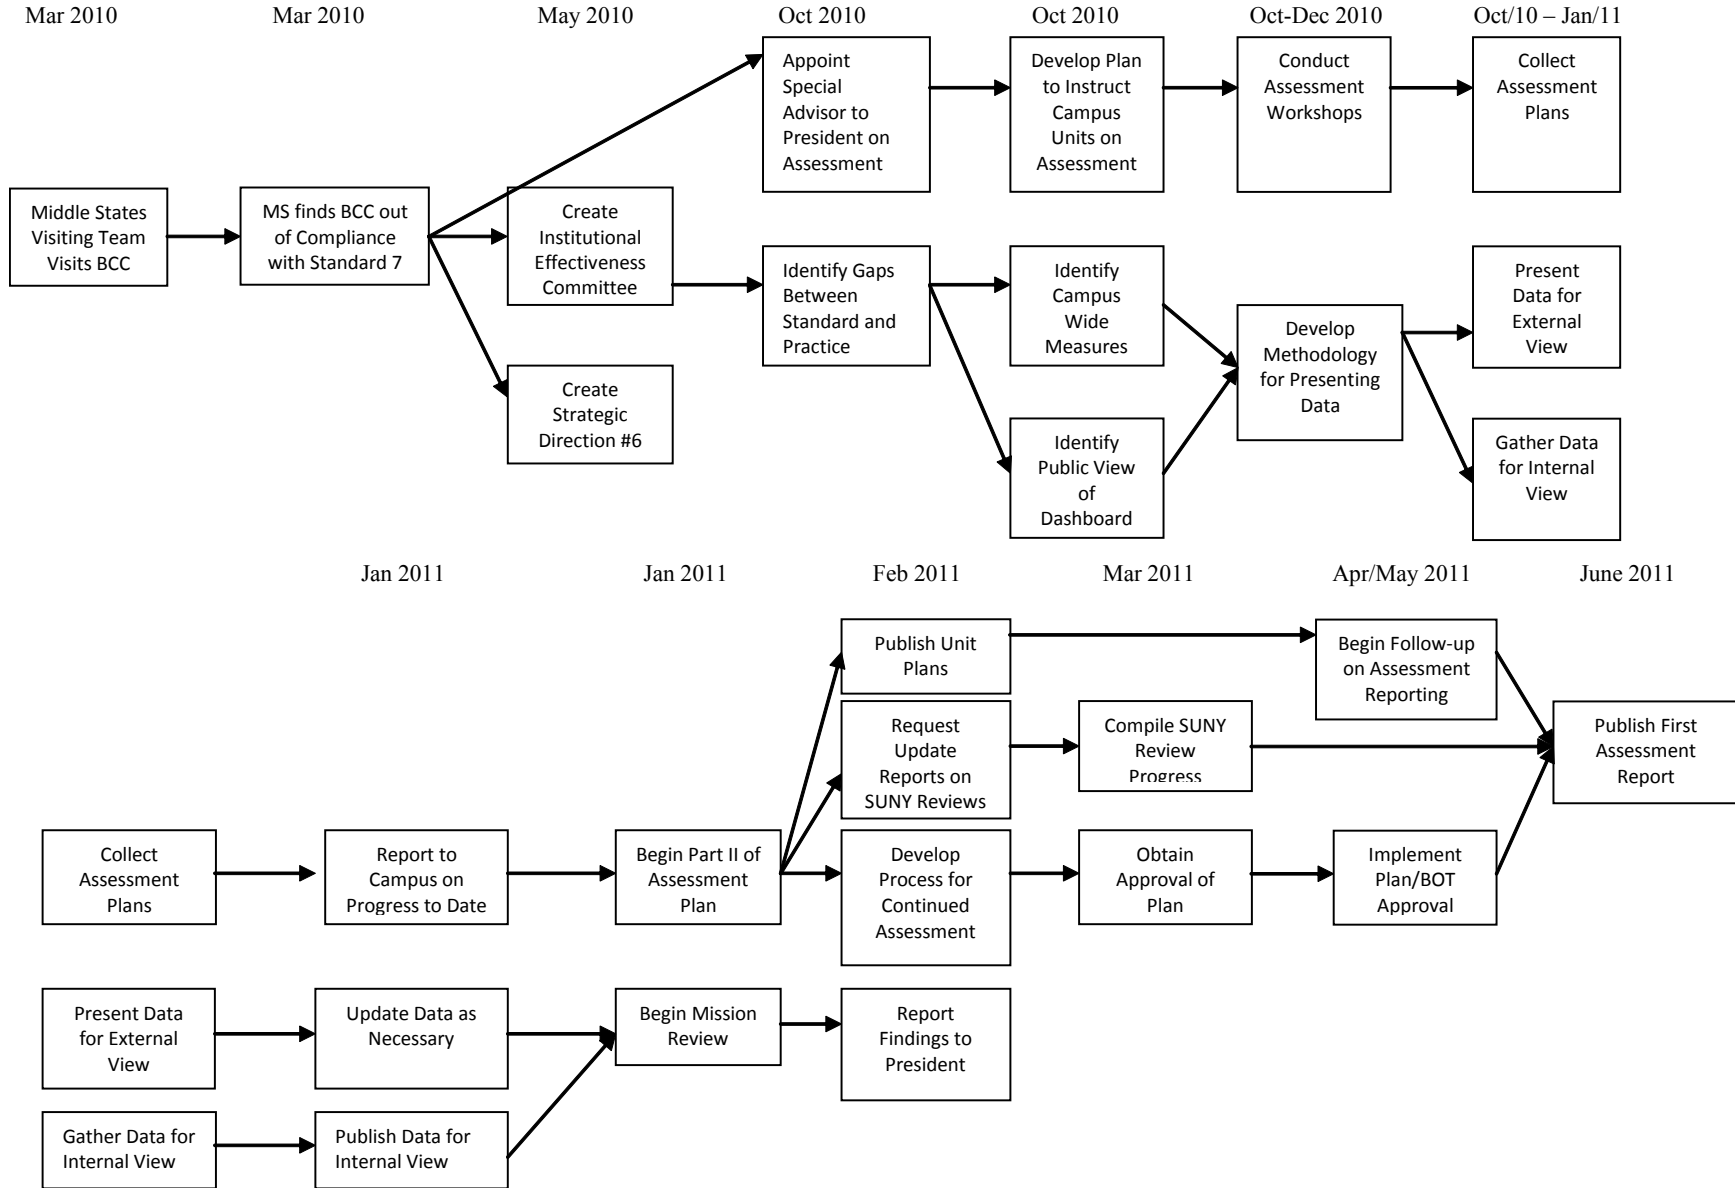 Mar 2010
Mar 2010
May 2010
Oct 2010
Oct 2010
Oct-Dec 2010
Oct/10 – Jan/11
Appoint
Special
Advisor to
President on
Assessment
Develop Plan
to Instruct
Campus
Units on
Assessment
Conduct
Assessment
Workshops
Collect
Assessment
Plans
Middle States
Visiting Team
Visits BCC
MS finds BCC out
of Compliance
with Standard 7
Create
Institutional
Effectiveness
Committee
Identify Gaps
Between
Standard and
Practice
Identify
Campus
Wide
Measures
Develop
Methodology
for Presenting
Data
Present
Data for
External
View
Create
Strategic
Direction #6
Identify
Public View
of
Dashboard
Gather Data
for Internal
View
Jan 2011
Jan 2011
Feb 2011
Mar 2011
Apr/May 2011
June 2011
Publish Unit
Plans
Begin Follow-up
on Assessment
Reporting
Request
Update
Reports on
SUNY Reviews
Compile SUNY
Review
Progress
Publish First
Assessment
Report
Collect
Assessment
Plans
Report to
Campus on
Progress to Date
Begin Part II of
Assessment
Plan
Develop
Process for
Continued
Assessment
Obtain
Approval of
Plan
Implement
Plan/BOT
Approval
Present Data
for External
View
Update Data as
Necessary
Begin Mission
Review
Report
Findings to
President
Gather Data for
Internal View
Publish Data for
Internal View